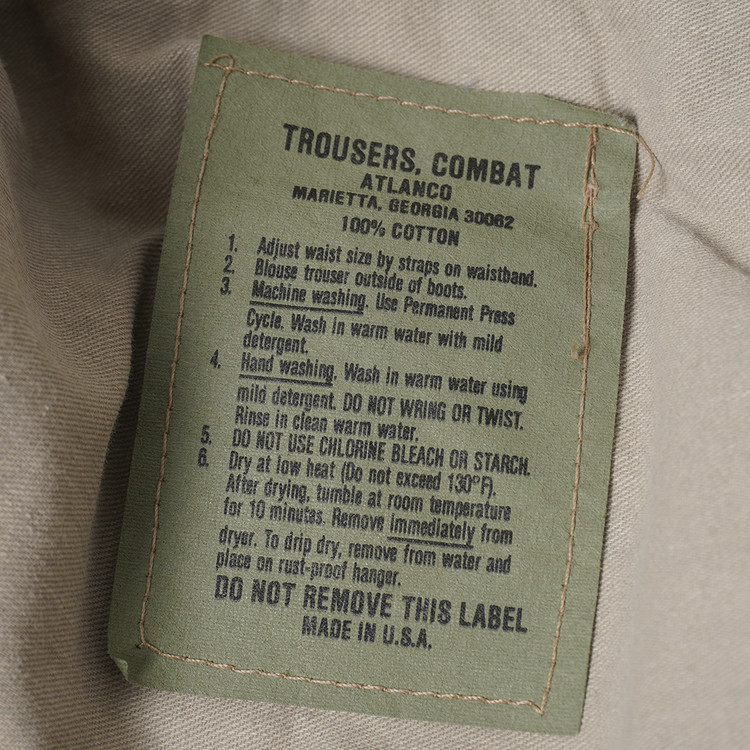 TROUSERS, COMBAT
ATLANCO
MARIETTA, GEORGIA 30062
100% COTTON
1. Adjust waist size by straps on waistband.
2. Blouse trouser outside of boots.
3. Machine washing. Use Permanent Press
Cycle. Wash in warm water with mild
detergent.
4. Hand washing. Wash in warm water using
mild detergent. DO NOT WRING OR TWIST.
Rinse in clean warm water.
5. DO NOT USE CHLORINE BLEACH OR STARCH.
6. Dry at low heat (Do not exceed 130°F).
After drying, tumble at room temperature
for 10 minutes. Remove immediately from
dryer. To drip dry, remove from water and
place on rust-proof hanger.
DO NOT REMOVE THIS LABEL
MADE IN U.S.A.